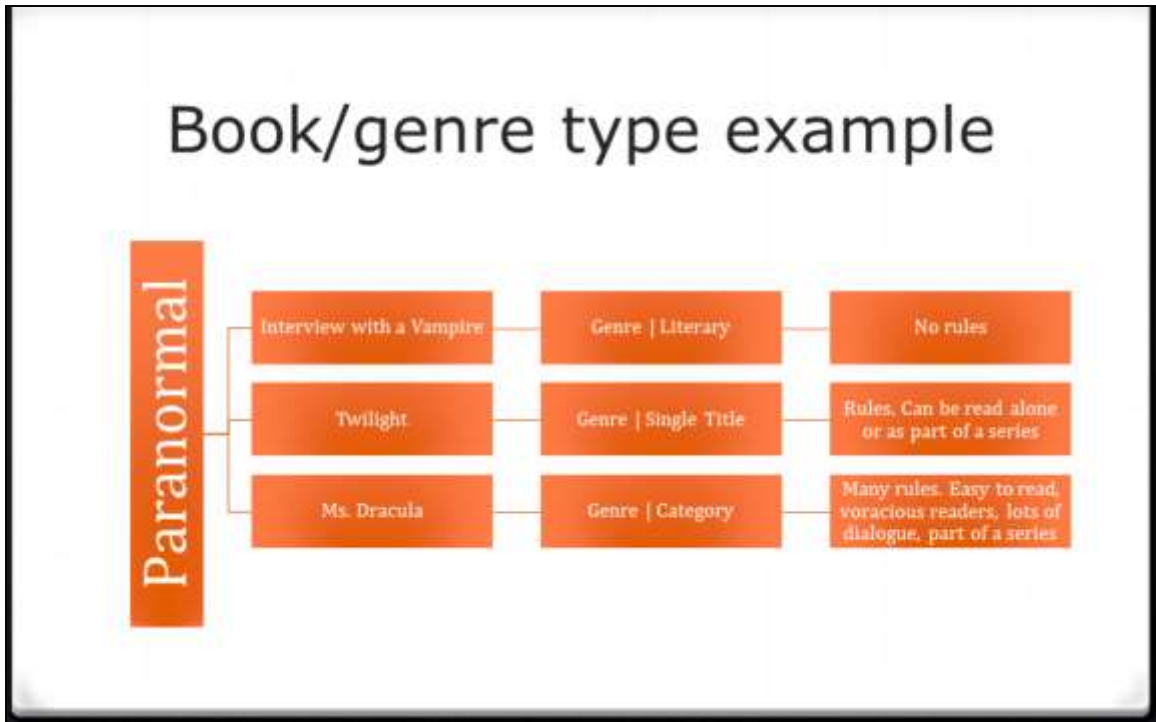 Book/genre type example
Paranormal
Interview with a Vampire
Genre | Literary
No rules
Twilight
Genre | Single Title
Rules. Can be read alone
or as part of a series
Ms. Dracula
Genre | Category
Many rules. Easy to read,
voracious readers, lots of
dialogue, part of a series